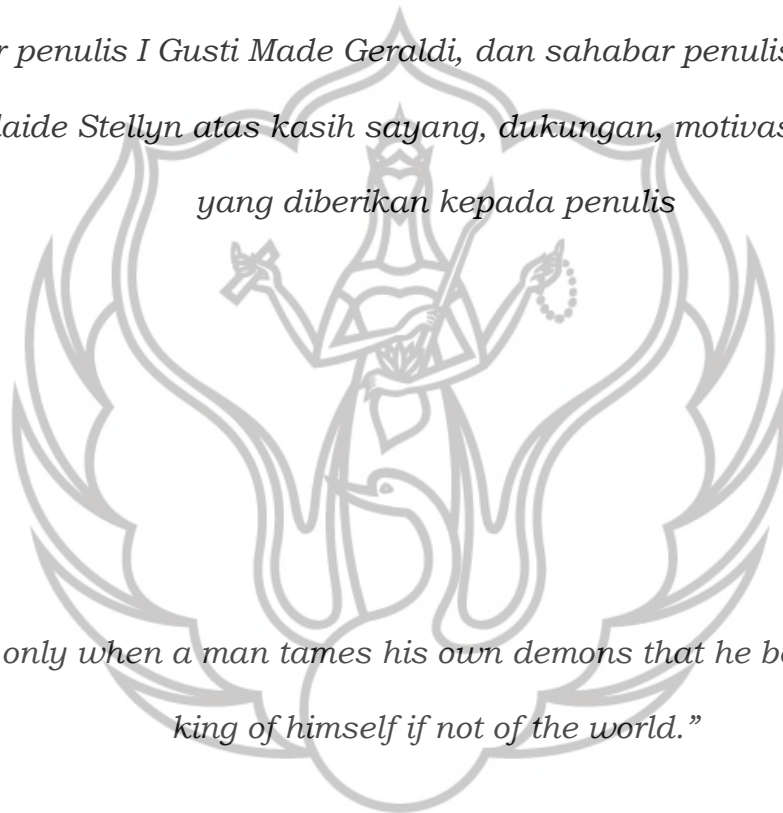 r penulis I Gusti Made Geraldi, dan sahabar penulis
laide Stellyn atas kasih sayang, dukungan, motivas
yang diberikan kepada penulis
only when a man tames his own demons that he b
king of himself if not of the world.”